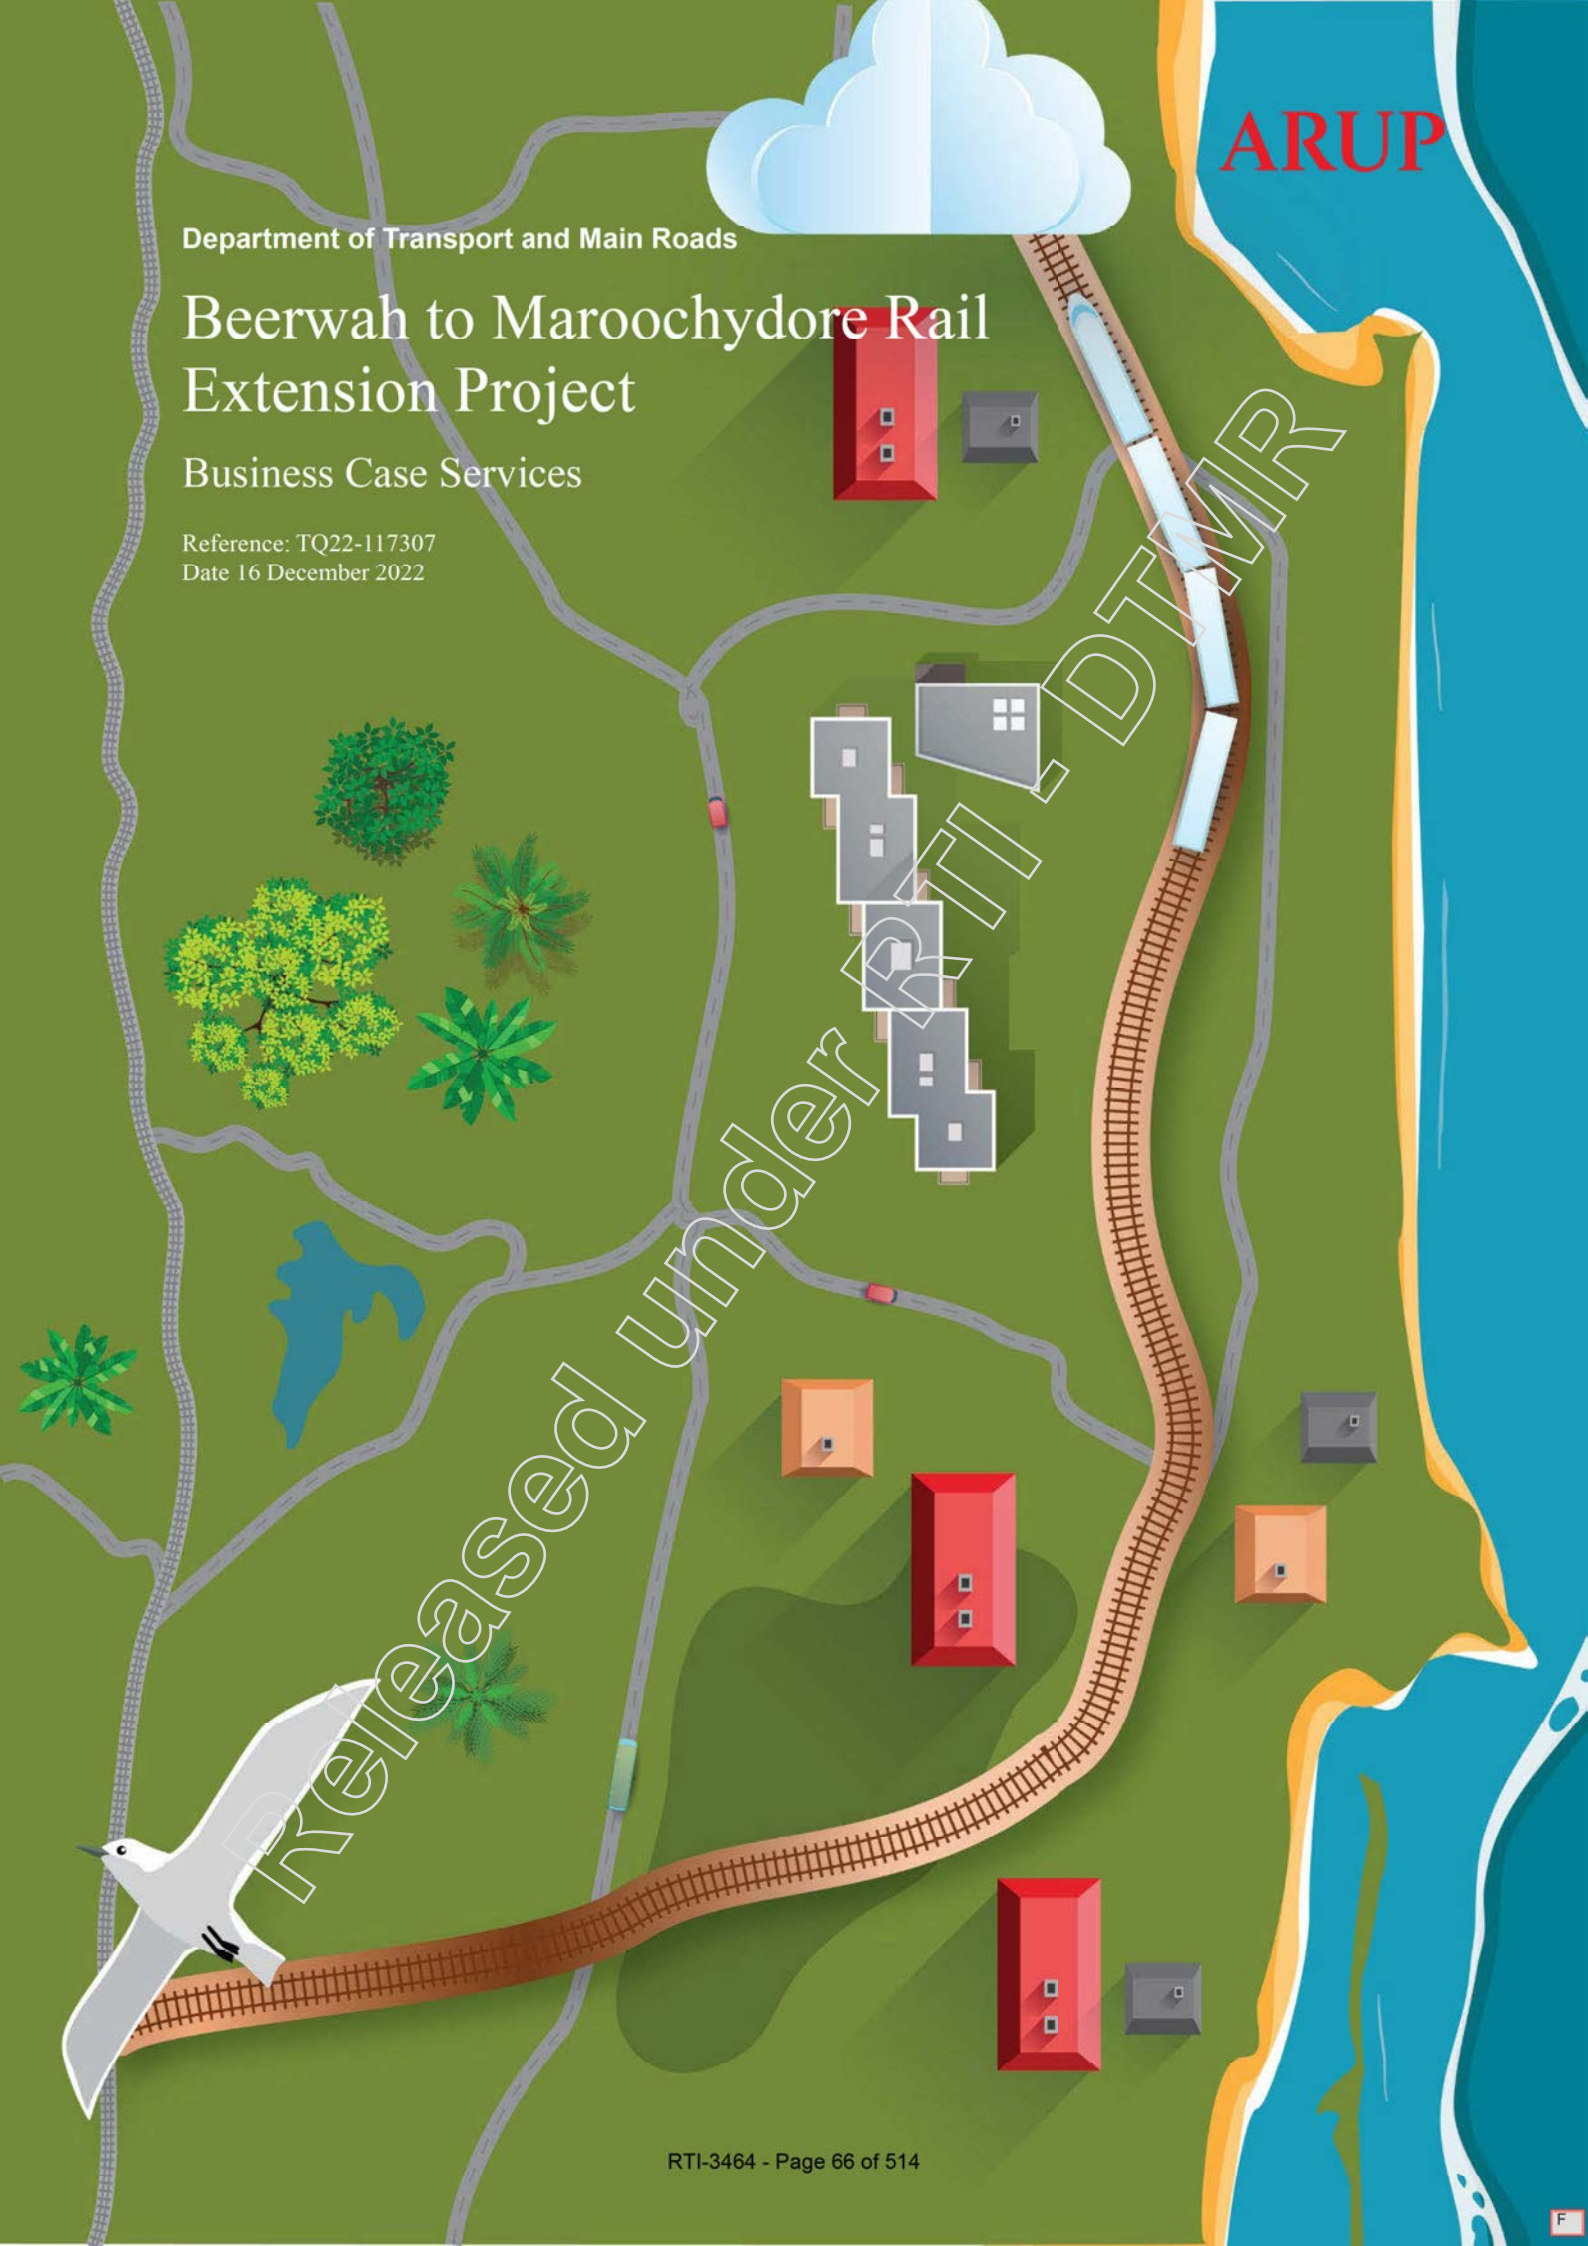 ARUP
Department of Transport and Main Roads
Beerwah to Maroochydore Rail
Extension Project
Business Case Services
Reference: TQ22-117307
Date 16 December 2022
Released under RTI - DTMR
RTI-3464 - Page 66 of 514
F